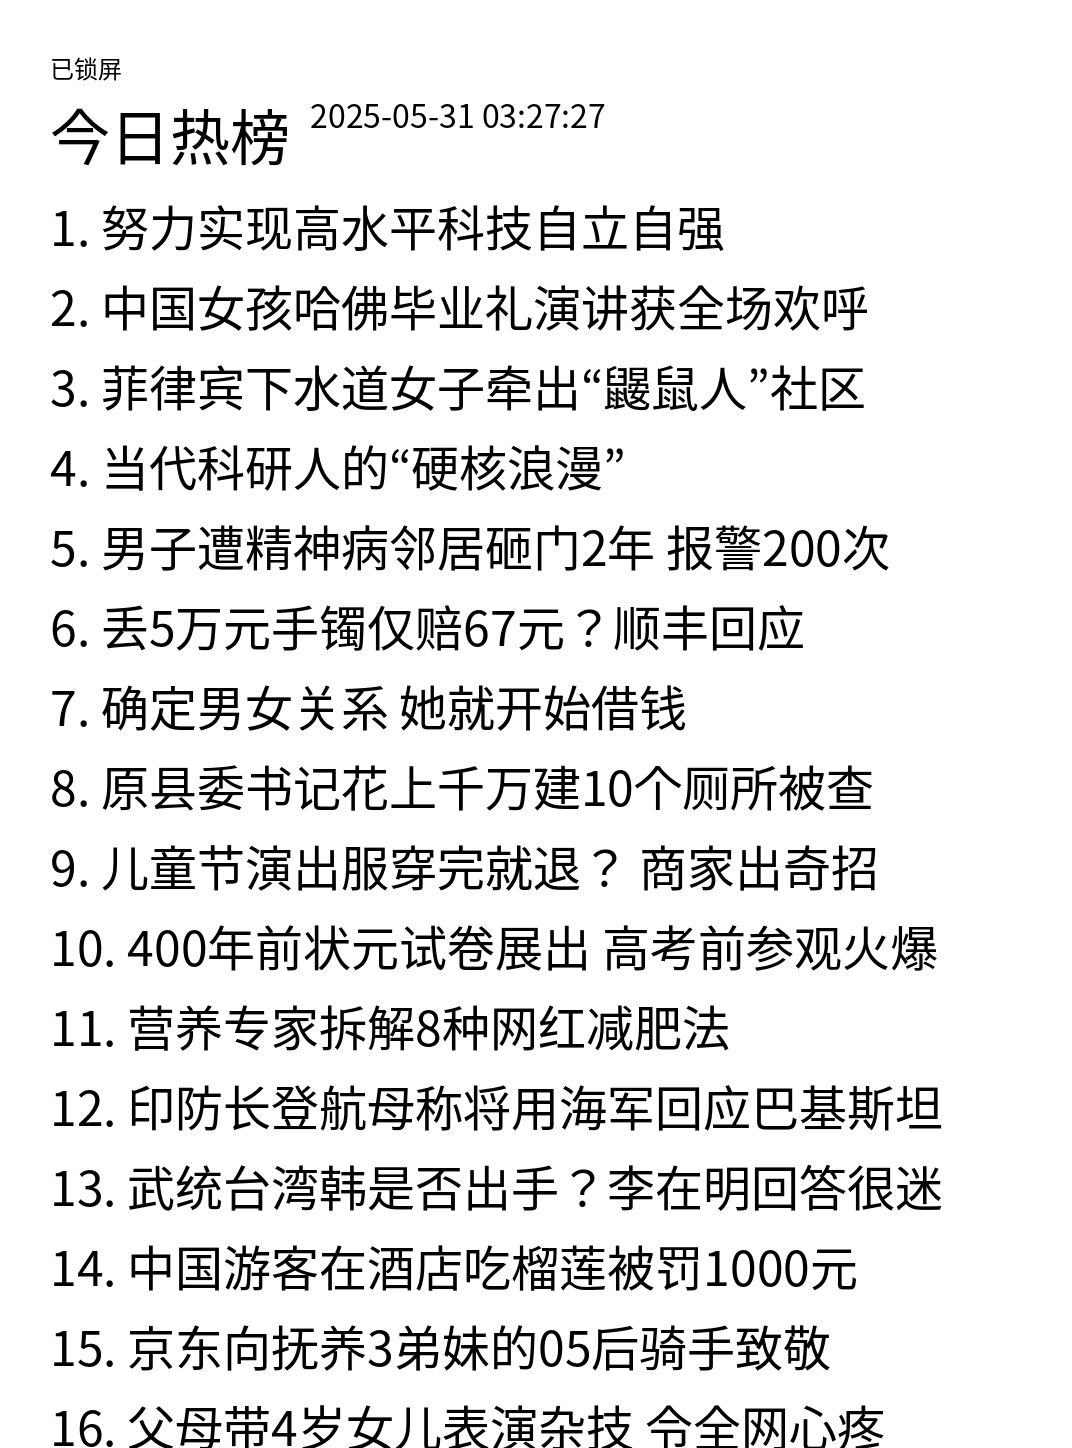 已锁屏
今日热榜 2025-05-31 03:27:27
1. 努力实现高水平科技自立自强
2. 中国女孩哈佛毕业礼演讲获全场欢呼
3. 菲律宾下水道女子牵出“鼹鼠人”社区
4. 当代科研人的“硬核浪漫”
5. 男子遭精神病邻居砸门2年 报警200次
6. 丢5万元手镯仅赔67元？顺丰回应
7. 确定男女关系 她就开始借钱
8. 原县委书记花上千万建10个厕所被查
9. 儿童节演出服穿完就退？ 商家出奇招
10. 400年前状元试卷展出 高考前参观火爆
11. 营养专家拆解8种网红减肥法
12. 印防长登航母称将用海军回应巴基斯坦
13. 武统台湾韩是否出手？李在明回答很迷
14. 中国游客在酒店吃榴莲被罚1000元
15. 京东向抚养3弟妹的05后骑手致敬
16. 父母带4岁女儿表演杂技 令全网心疼